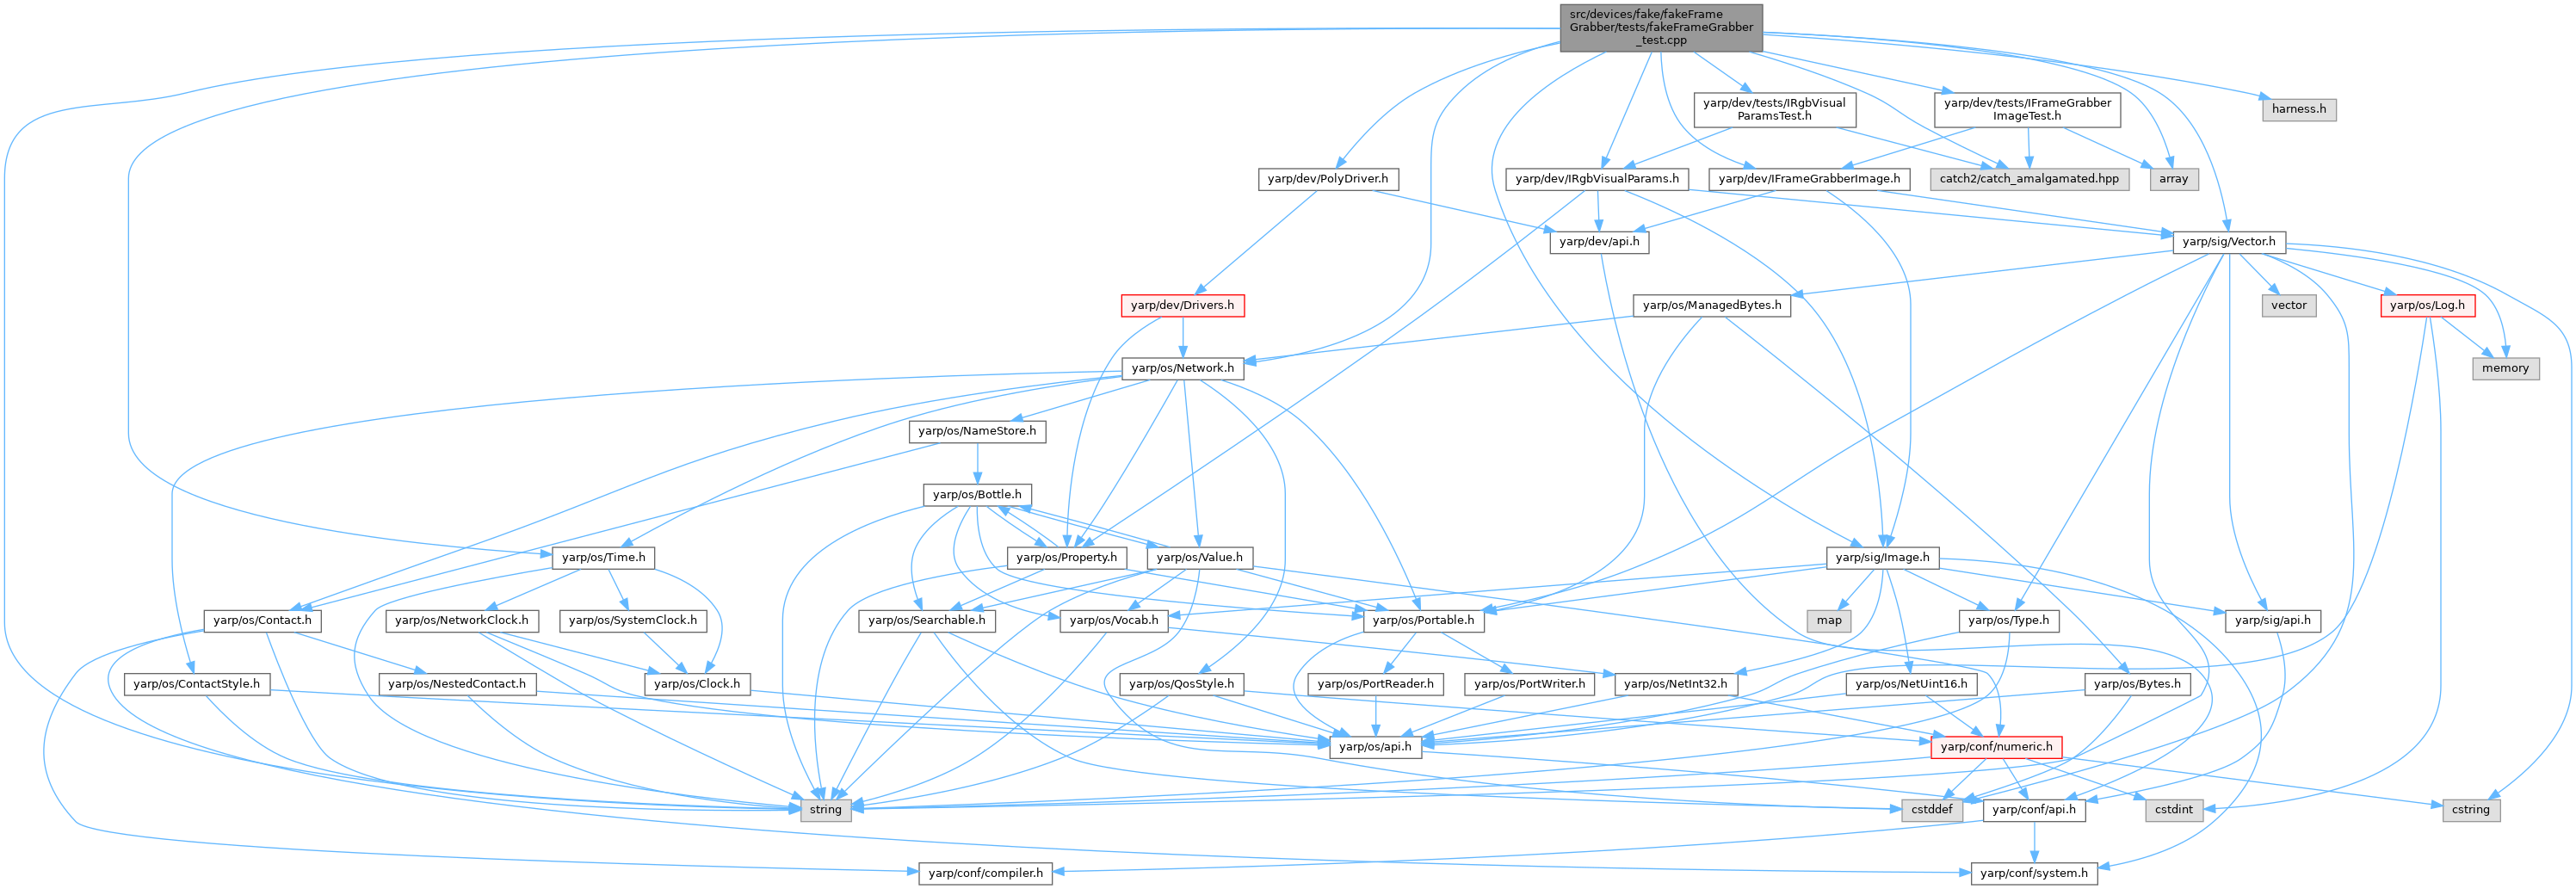 src/devices/fake/fakeFrame
Grabber/tests/fakeFrameGrabber
_test.cpp
yarp/dev/tests/IRgbVisual
ParamsTest.h
yarp/dev/tests/IFrameGrabber
ImageTest.h
harness.h
yarp/dev/PolyDriver.h
yarp/dev/IRgbVisualParams.h
yarp/dev/IFrameGrabberImage.h
catch2/catch_amalgamated.hpp
array
yarp/dev/api.h
yarp/sig/Vector.h
yarp/dev/Drivers.h
yarp/os/ManagedBytes.h
vector
yarp/os/Log.h
yarp/os/Network.h
memory
yarp/os/NameStore.h
yarp/os/Bottle.h
yarp/os/Time.h
yarp/os/Property.h
yarp/os/Value.h
yarp/sig/Image.h
yarp/os/Contact.h
yarp/os/NetworkClock.h
yarp/os/SystemClock.h
yarp/os/Searchable.h
yarp/os/Vocab.h
yarp/os/Portable.h
map
yarp/os/Type.h
yarp/sig/api.h
yarp/os/ContactStyle.h
yarp/os/NestedContact.h
yarp/os/Clock.h
yarp/os/QosStyle.h
yarp/os/PortReader.h
yarp/os/PortWriter.h
yarp/os/NetInt32.h
yarp/os/NetUint16.h
yarp/os/Bytes.h
yarp/os/api.h
yarp/conf/numeric.h
string
cstddef
yarp/conf/api.h
cstdint
cstring
yarp/conf/compiler.h
yarp/conf/system.h